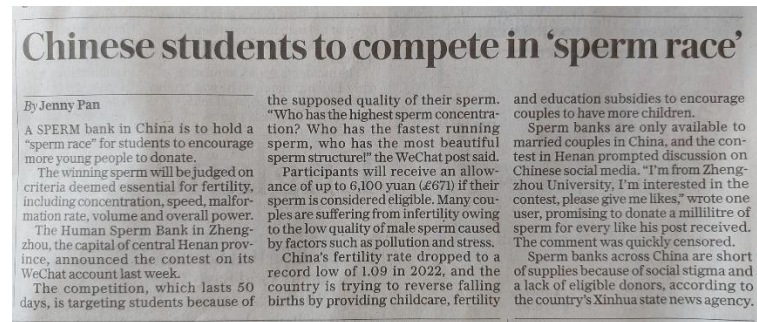 Chinese students to compete in ‘sperm race’
By Jenny Pan
A SPERM bank in China is to hold a
“sperm race” for students to encourage
more young people to donate.
The winning sperm will be judged on
criteria deemed essential for fertility,
including concentration, speed, malfor-
mation rate, volume and overall power.
The Human Sperm Bank in Zheng-
zhou, the capital of central Henan prov-
ince, announced the contest on its
WeChat account last week.
The competition, which lasts 50
days, is targeting students because of
the supposed quality of their sperm.
“Who has the highest sperm concentra-
tion? Who has the fastest running
sperm, who has the most beautiful
sperm structure!” the WeChat post said.
Participants will receive an allow-
ance of up to 6,100 yuan (£671) if their
sperm is considered eligible. Many cou-
ples are suffering from infertility owing
to the low quality of male sperm caused
by factors such as pollution and stress.
China’s fertility rate dropped to a
record low of 1.09 in 2022, and the
country is trying to reverse falling
births by providing childcare, fertility
and education subsidies to encourage
couples to have more children.
Sperm banks are only available to
married couples in China, and the con-
test in Henan prompted discussion on
Chinese social media. “I’m from Zheng-
zhou University, I’m interested in the
contest, please give me likes,” wrote one
user, promising to donate a millilitre of
sperm for every like his post received.
The comment was quickly censored.
Sperm banks across China are short
of supplies because of social stigma and
a lack of eligible donors, according to
the country’s Xinhua state news agency.